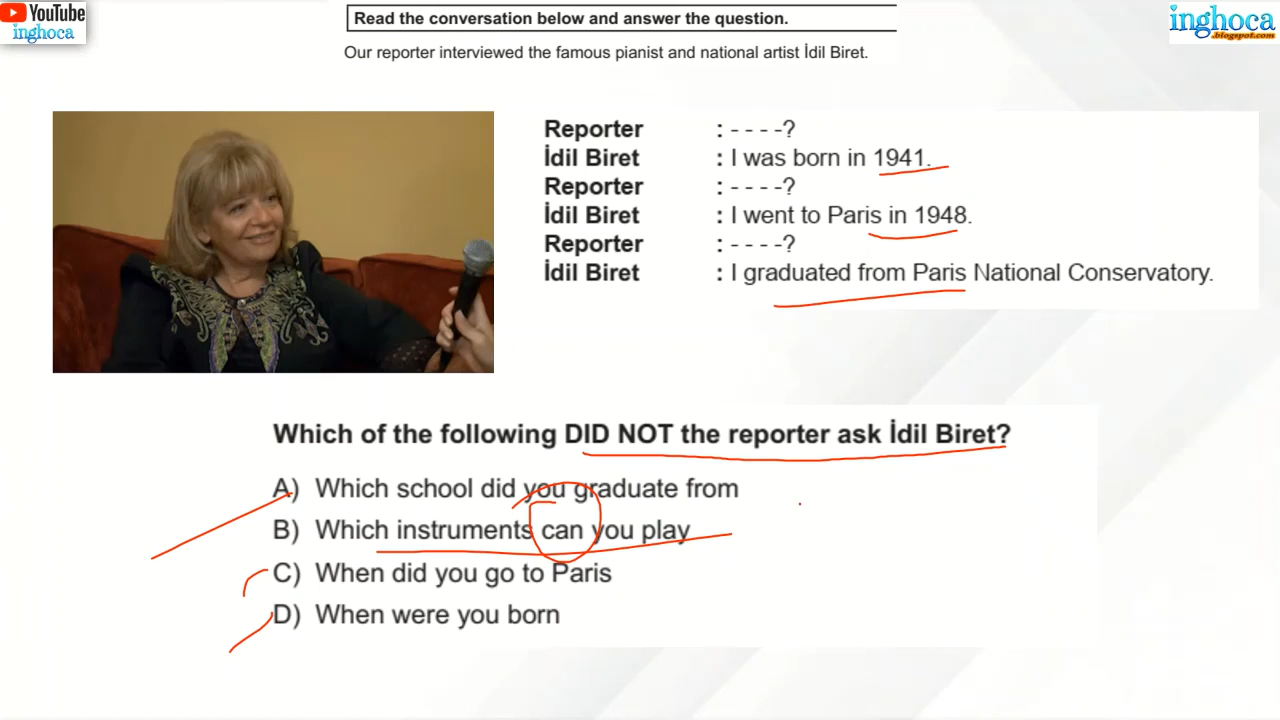 YouTube
inghoca
Read the conversation below and answer the question.
inghoca
.blogspot.com
Our reporter interviewed the famous pianist and national artist İdil Biret.
Reporter : - - - -?
İdil Biret : I was born in 1941.
Reporter : - - - -?
İdil Biret : I went to Paris in 1948.
Reporter : - - - -?
İdil Biret : I graduated from Paris National Conservatory.
Which of the following DID NOT the reporter ask İdil Biret?
A) Which school did you graduate from
B) Which instruments can you play
C) When did you go to Paris
D) When were you born